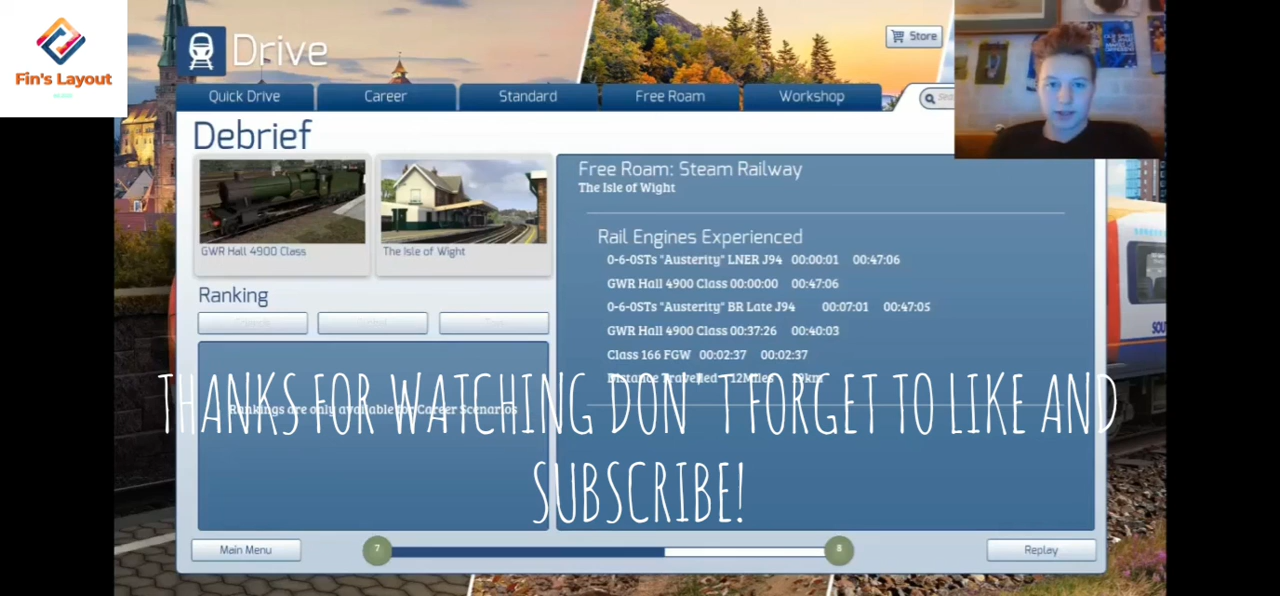 Fin's Layout
Drive
Store
Quick Drive
Career
Standard
Free Roam
Workshop
Debrief
GWR Hall 4900 Class
The Isle of Wight
Ranking
Free Roam: Steam Railway
The Isle of Wight
Rail Engines Experienced
0-6-0STs "Austerity" LNER J94 00:00:01 00:47:06
GWR Hall 4900 Class 00:00:00 00:47:06
0-6-0STs "Austerity" BR Late J94 00:07:01 00:47:05
GWR Hall 4900 Class 00:37:26 00:40:03
Class 166 FGW 00:02:37 00:02:37
Distance Travelled 12Miles 19km
Rankings are only available for Career Scenarios
THANKS FOR WATCHING DON'T FORGET TO LIKE AND
SUBSCRIBE!
Main Menu
7
8
Replay